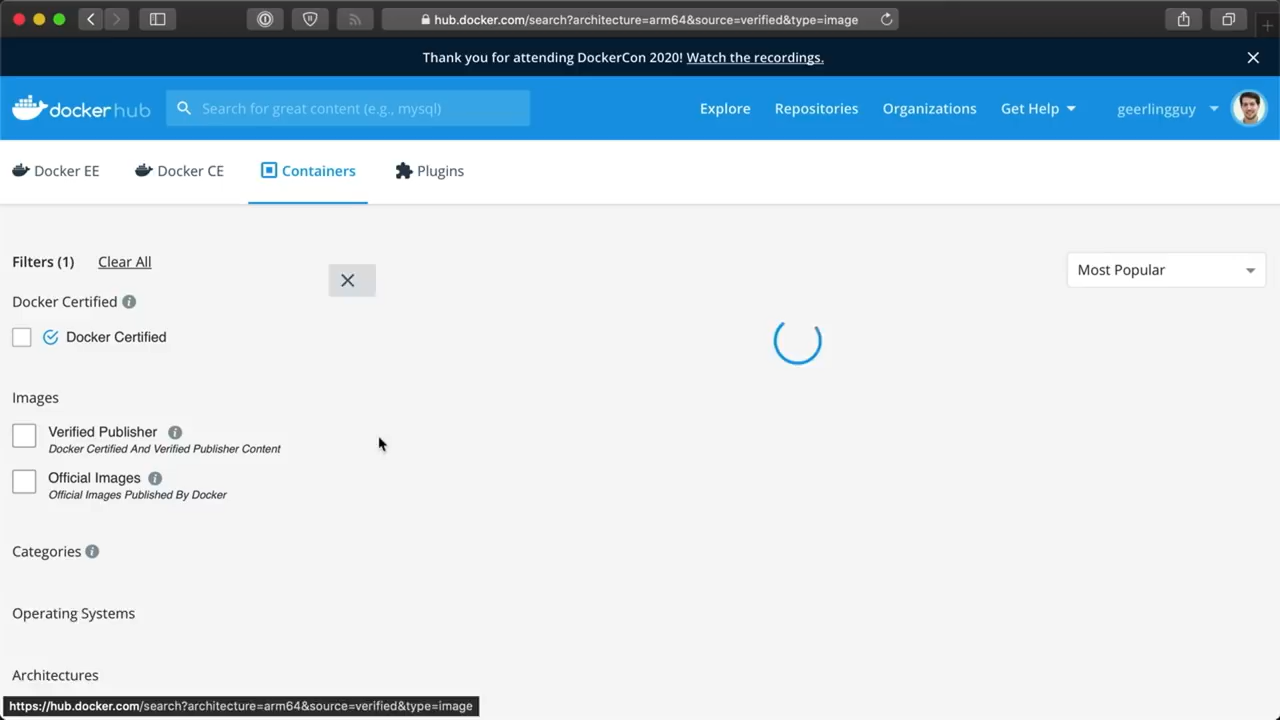 hub.docker.com/search?architecture=arm64&source=verified&type=image
Thank you for attending DockerCon 2020! Watch the recordings.
dockerhub
Search for great content (e.g., mysql)
Explore
Repositories
Organizations
Get Help
geerlingguy
Docker EE
Docker CE
Containers
Plugins
Filters (1)
Clear All
Most Popular
Docker Certified
Docker Certified
Images
Verified Publisher
Docker Certified And Verified Publisher Content
Official Images
Official Images Published By Docker
Categories
Operating Systems
Architectures
https://hub.docker.com/search?architecture=arm64&source=verified&type=image